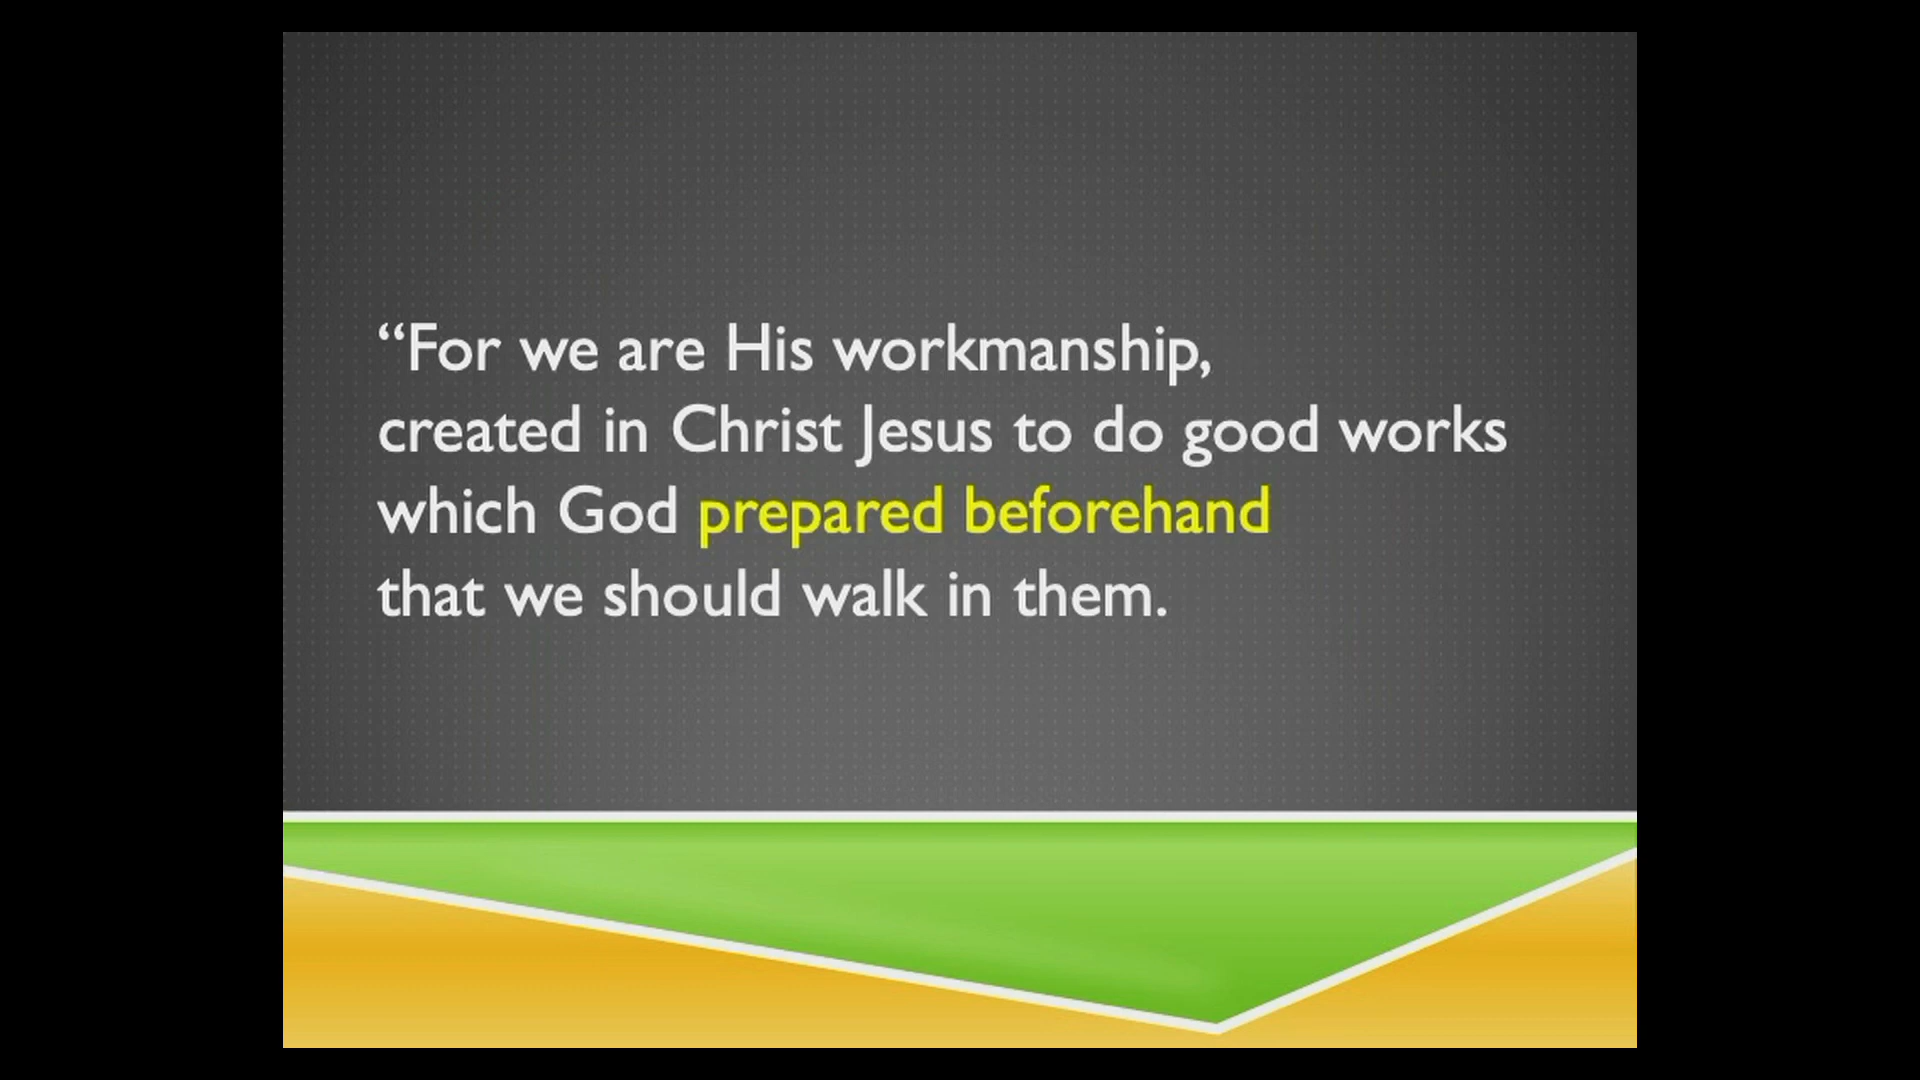 “For we are His workmanship,
created in Christ Jesus to do good works
which God prepared beforehand
that we should walk in them.